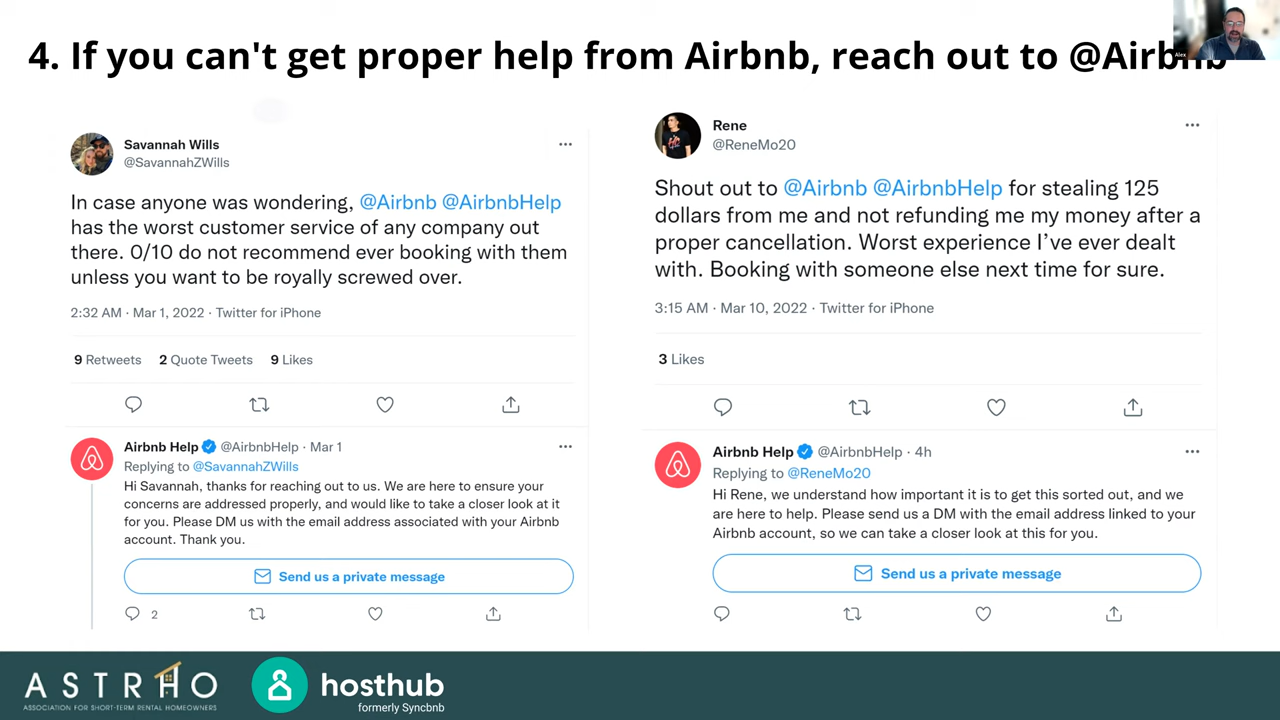 4. If you can't get proper help from Airbnb, reach out to @Airbnb
Alex
Savannah Wills
@SavannahZWills
In case anyone was wondering, @Airbnb @AirbnbHelp
has the worst customer service of any company out
there. 0/10 do not recommend ever booking with them
unless you want to be royally screwed over.
2:32 AM · Mar 1, 2022 · Twitter for iPhone
9 Retweets 2 Quote Tweets 9 Likes
Airbnb Help @AirbnbHelp · Mar 1
Replying to @SavannahZWills
Hi Savannah, thanks for reaching out to us. We are here to ensure your
concerns are addressed properly, and would like to take a closer look at it
for you. Please DM us with the email address associated with your Airbnb
account. Thank you.
Send us a private message
2
Rene
@ReneMo20
Shout out to @Airbnb @AirbnbHelp for stealing 125
dollars from me and not refunding me my money after a
proper cancellation. Worst experience I’ve ever dealt
with. Booking with someone else next time for sure.
3:15 AM · Mar 10, 2022 · Twitter for iPhone
3 Likes
Airbnb Help @AirbnbHelp · 4h
Replying to @ReneMo20
Hi Rene, we understand how important it is to get this sorted out, and we
are here to help. Please send us a DM with the email address linked to your
Airbnb account, so we can take a closer look at this for you.
Send us a private message
ASTRHO
ASSOCIATION FOR SHORT-TERM RENTAL HOMEOWNERS
hosthub
formerly Syncbnb